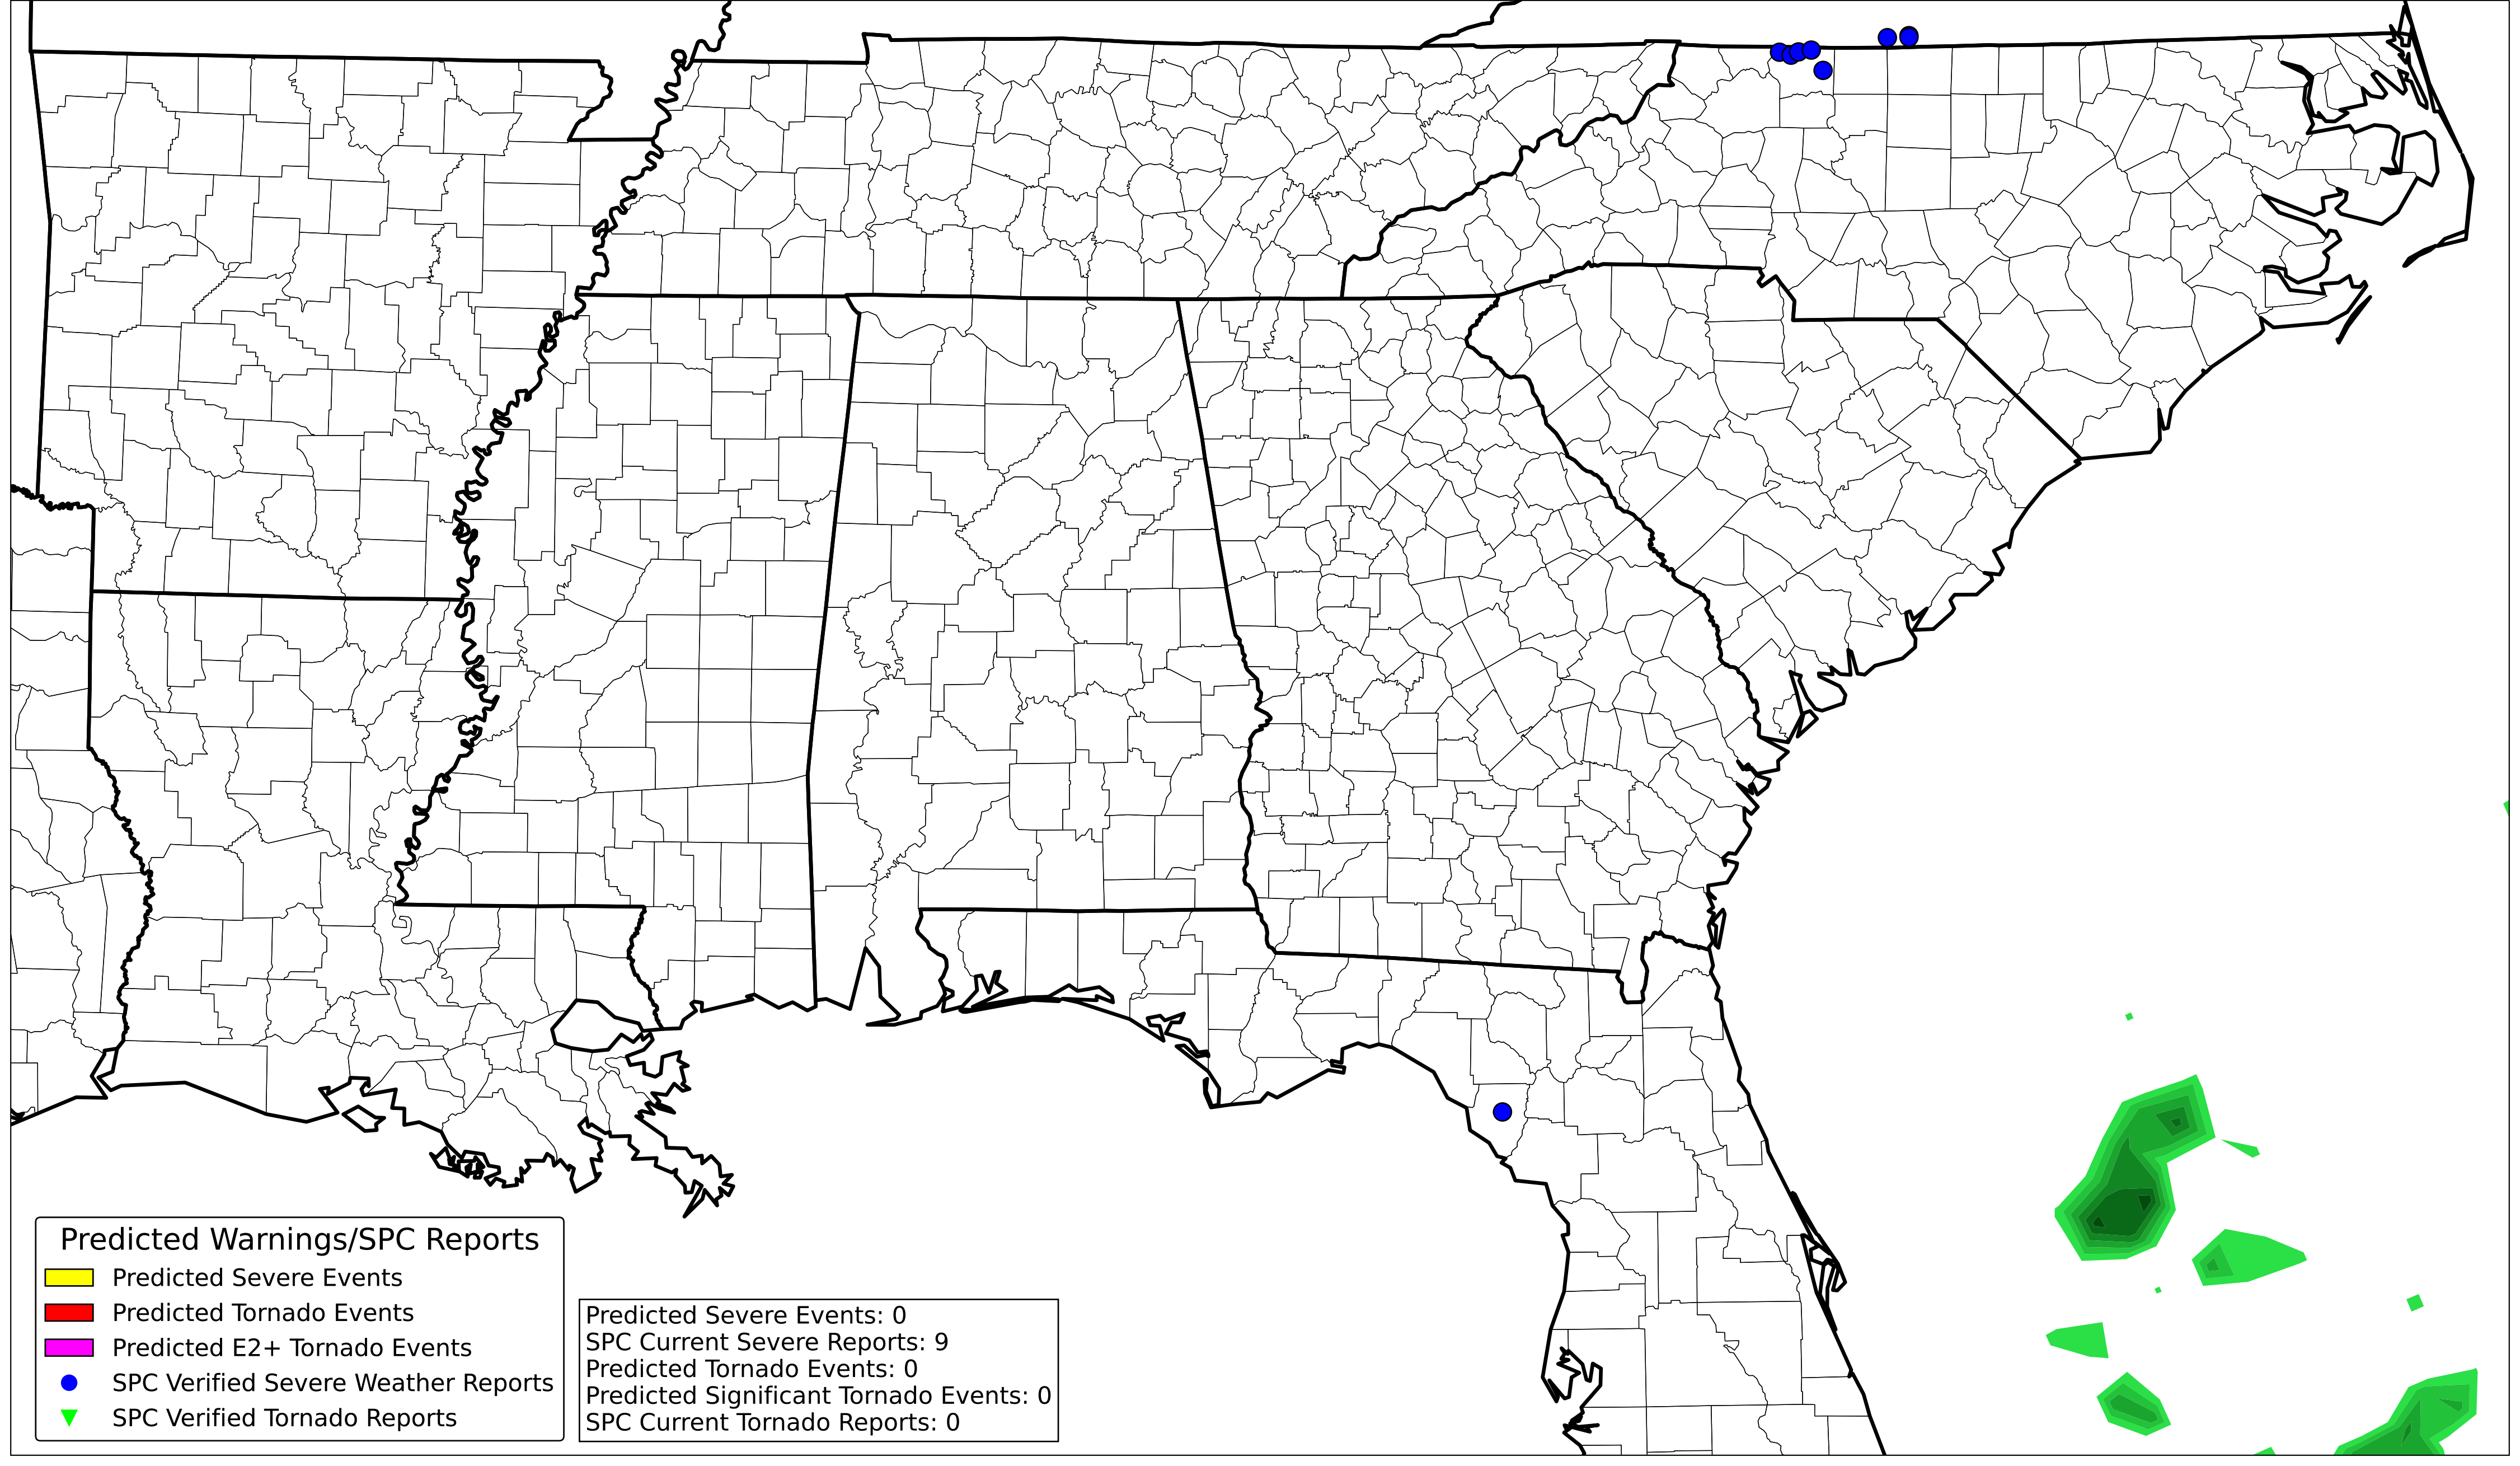 Predicted Warnings/SPC Reports
Predicted Severe Events
Predicted Tornado Events
Predicted E2+ Tornado Events
SPC Verified Severe Weather Reports
SPC Verified Tornado Reports
Predicted Severe Events: 0
SPC Current Severe Reports: 9
Predicted Tornado Events: 0
Predicted Significant Tornado Events: 0
SPC Current Tornado Reports: 0